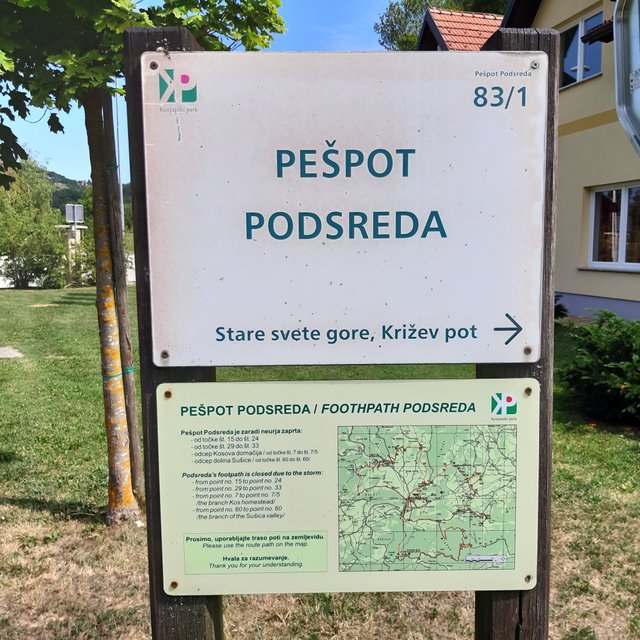 Kozjanski park
Pešpot Podsreda
83/1
PEŠPOT
PODSREDA
Stare svete gore, Križev pot
PEŠPOT PODSREDA / FOOTHPATH PODSREDA
Kozjanski park
Pešpot Podsreda je zaradi neurja zaprta:
- od točke št. 15 do št. 24
- od točke št. 29 do št. 33
- odcep Kosova domačija / od točke št. 7 do št. 7/5
- odcep dolina Sušice / od točke št. 60 do št. 60/
Podsreda's footpath is closed due to the storm:
- from point no. 15 to point no. 24
- from point no. 29 to point no. 33
- from point no. 7 to point no. 7/5
/the branch Kos homestead/
- from point no. 60 to point no. 60
/the branch of the Sušica valley/
Prosimo, uporabljajte traso poti na zemljevidu.
Please use the route path on the map.
Hvala za razumevanje.
Thank you for your understanding.